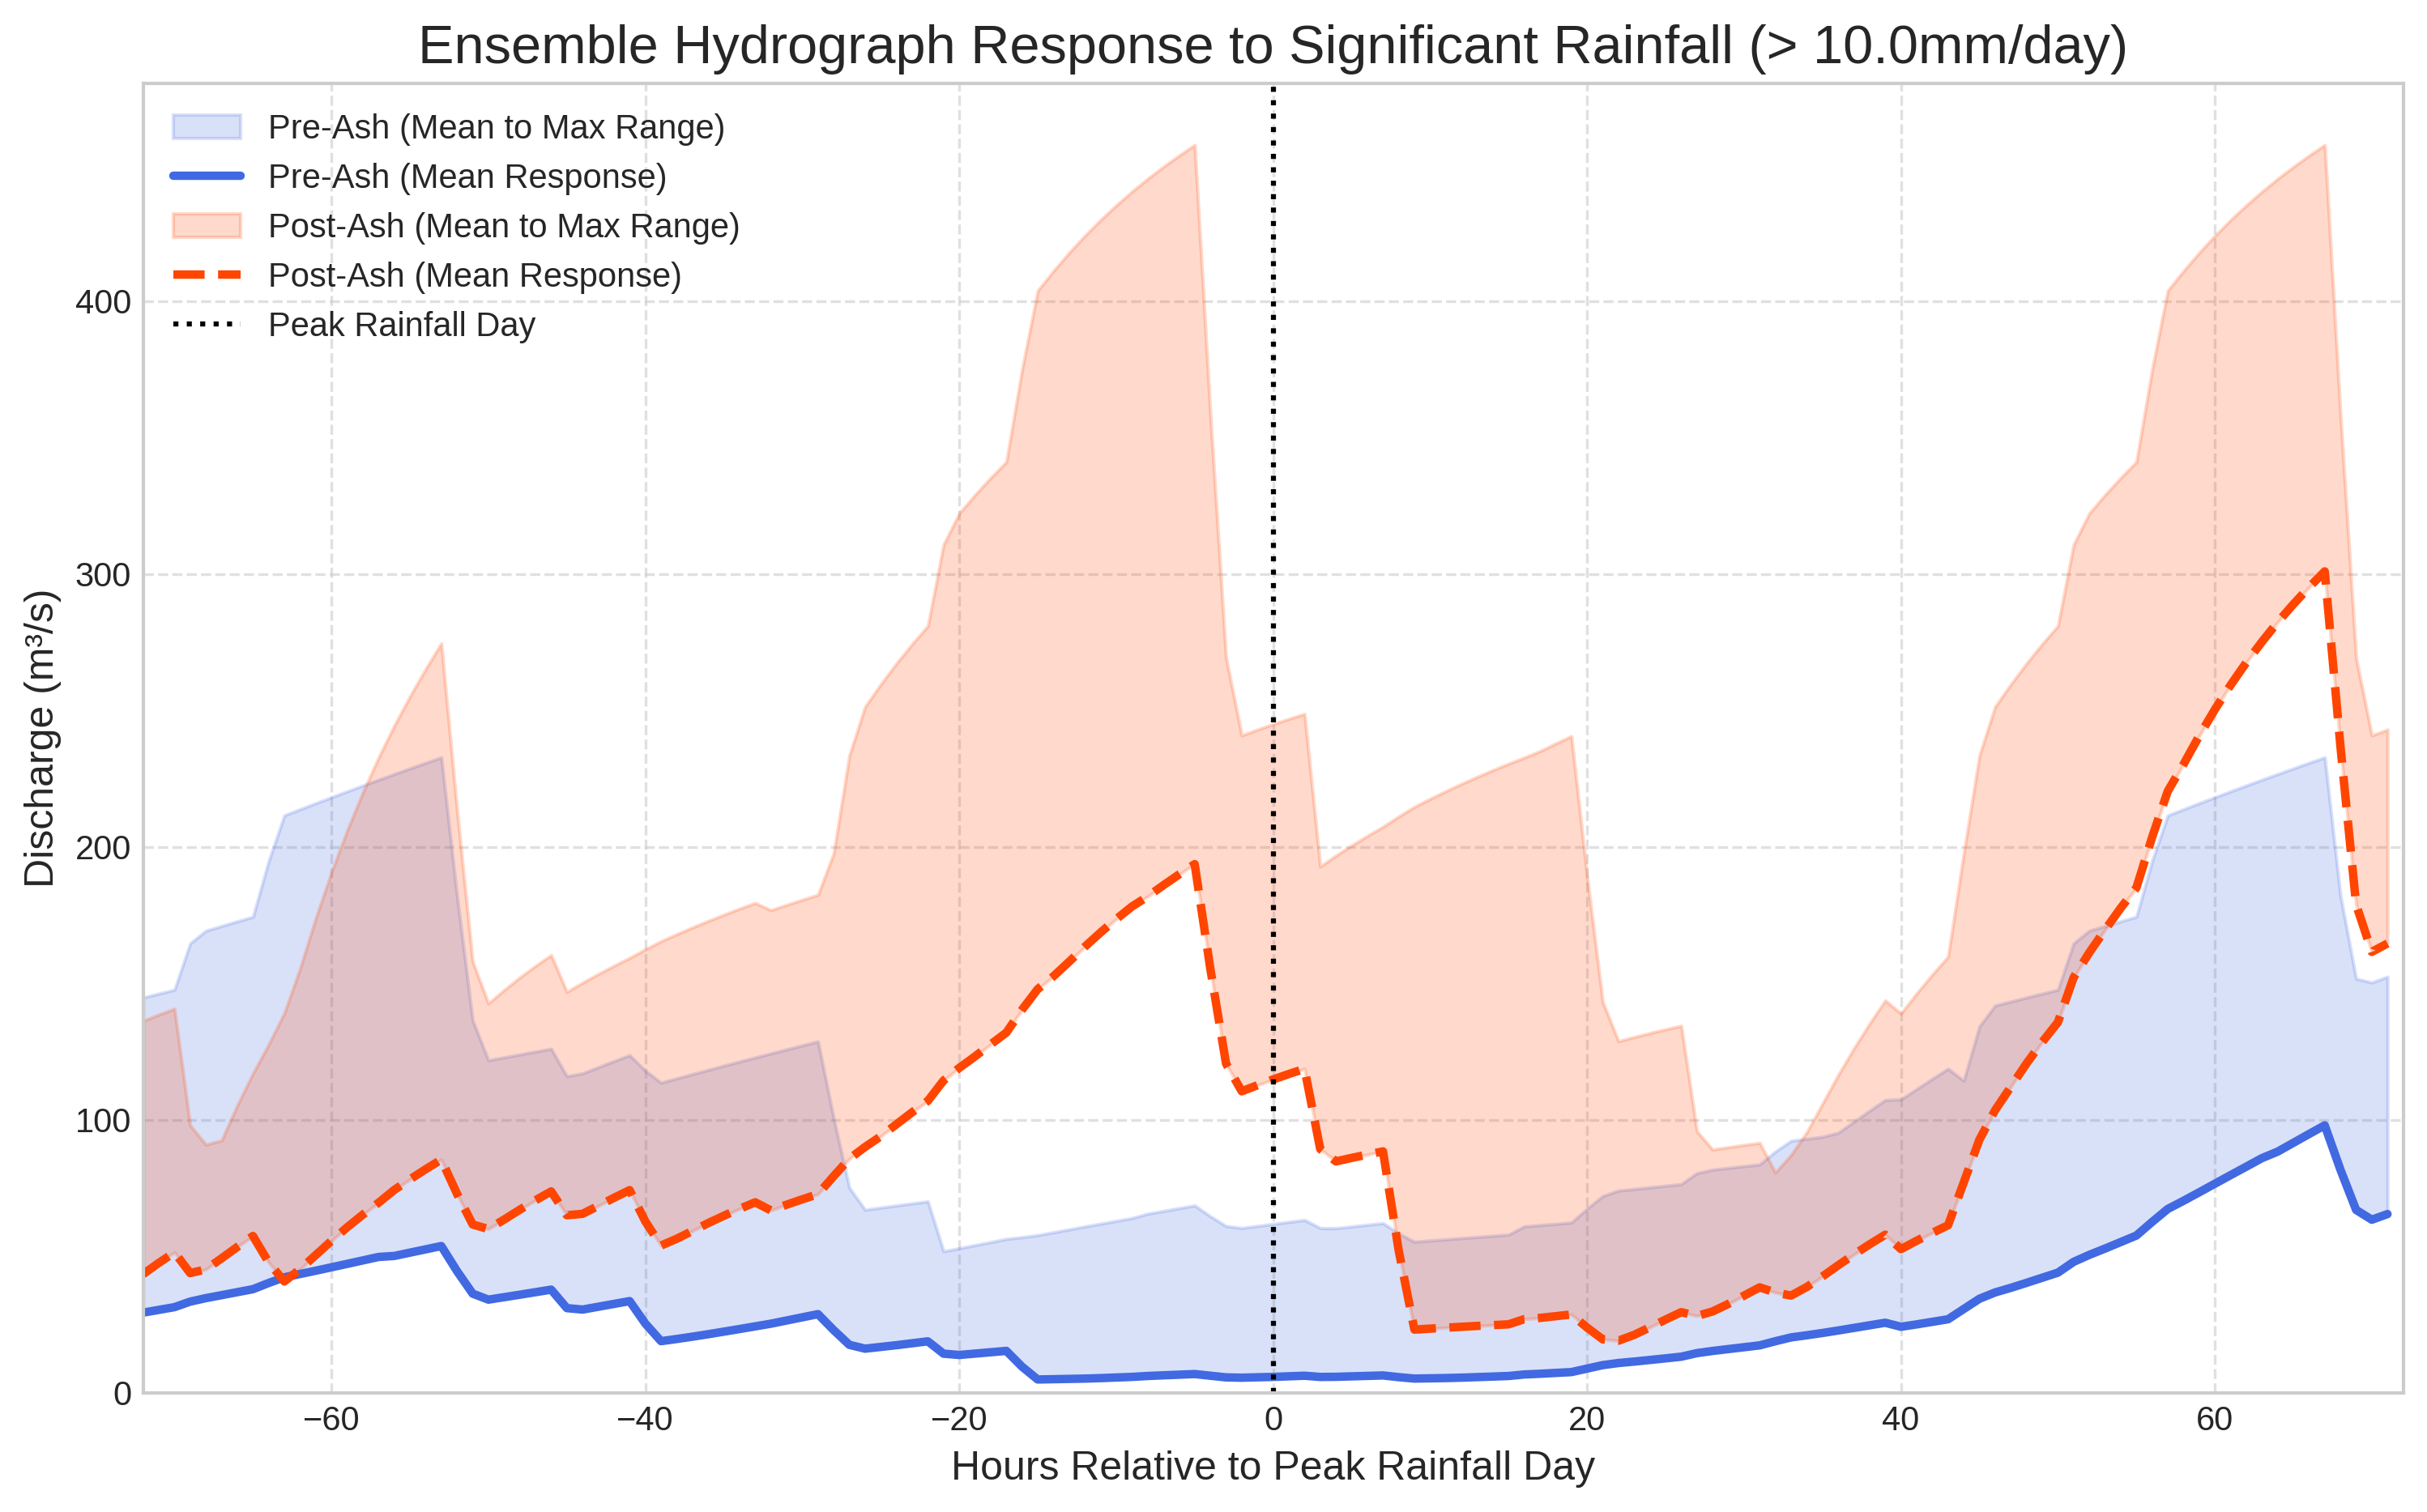 Ensemble Hydrograph Response to Significant Rainfall (> 10.0mm/day)
Pre-Ash (Mean to Max Range)
Pre-Ash (Mean Response)
Post-Ash (Mean to Max Range)
Post-Ash (Mean Response)
Peak Rainfall Day
Discharge (m³/s)
400
300
200
100
0
−60 −40 −20 0 20 40 60
Hours Relative to Peak Rainfall Day